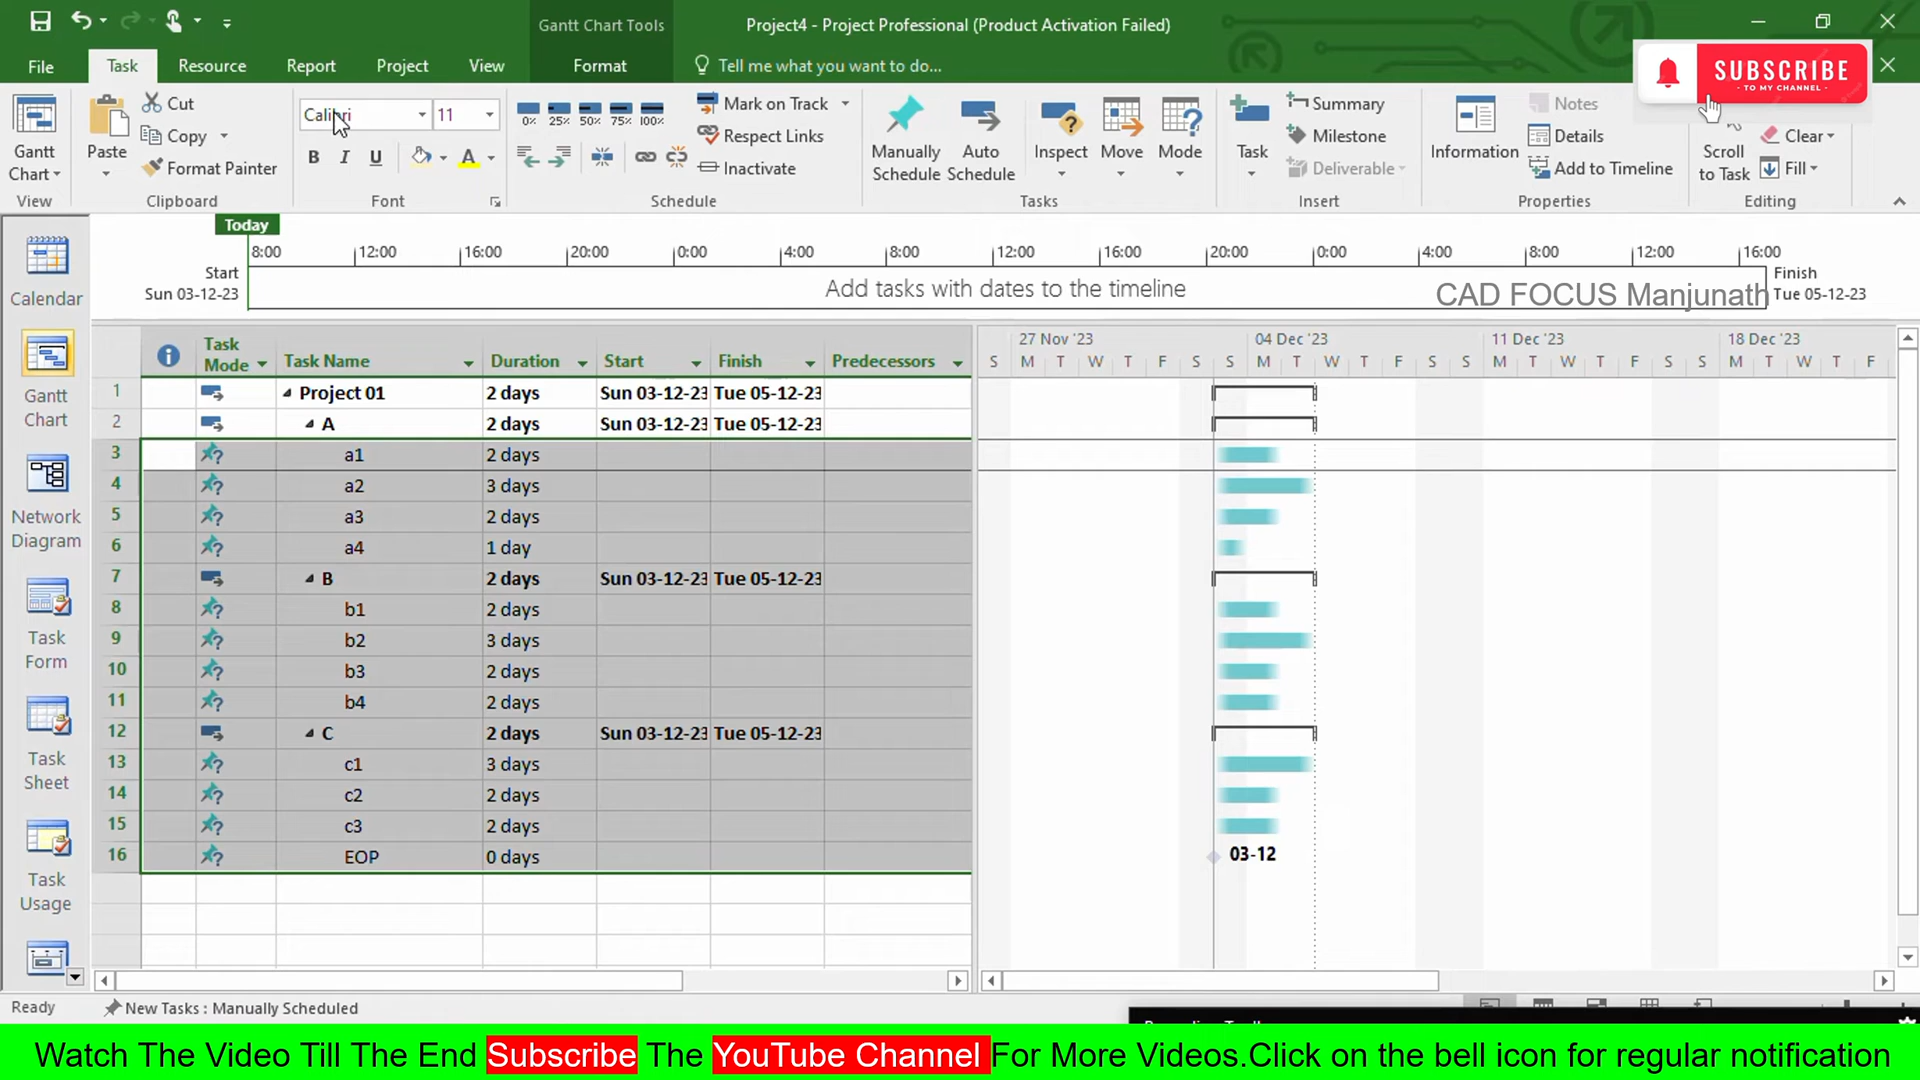 Gantt Chart Tools
Project4 - Project Professional (Product Activation Failed)
File
Task
Resource
Report
Project
View
Format
Tell me what you want to do...
SUBSCRIBE
- TO MY CHANNEL -
Gantt
Chart
View
Paste
Cut
Copy
Format Painter
Clipboard
Calibri
11
B I U
A
Font
0% 25% 50% 75% 100%
Mark on Track
Respect Links
Inactivate
Schedule
Manually
Schedule
Auto
Schedule
Inspect
Move
Mode
Tasks
Task
Summary
Milestone
Deliverable
Insert
Information
Notes
Details
Add to Timeline
Properties
Scroll
to Task
Clear
Fill
Editing
Today
8:00 12:00 16:00 20:00 0:00 4:00 8:00 12:00 16:00 20:00 0:00 4:00 8:00 12:00 16:00
Start
Sun 03-12-23
Add tasks with dates to the timeline
CAD FOCUS Manjunath
Finish
Tue 05-12-23
Calendar
Gantt
Chart
Network
Diagram
Task
Form
Task
Sheet
Task
Usage
Task
Mode
Task Name
Duration
Start
Finish
Predecessors
27 Nov '23 04 Dec '23 11 Dec '23 18 Dec '23
S M T W T F S S M T W T F S S M T W T F S S M T W T F
1 Project 01 2 days Sun 03-12-23 Tue 05-12-23
2 A 2 days Sun 03-12-23 Tue 05-12-23
3 a1 2 days
4 a2 3 days
5 a3 2 days
6 a4 1 day
7 B 2 days Sun 03-12-23 Tue 05-12-23
8 b1 2 days
9 b2 3 days
10 b3 2 days
11 b4 2 days
12 C 2 days Sun 03-12-23 Tue 05-12-23
13 c1 3 days
14 c2 2 days
15 c3 2 days
16 EOP 0 days 03-12
Ready
New Tasks : Manually Scheduled
Watch The Video Till The End Subscribe The YouTube Channel For More Videos.Click on the bell icon for regular notification